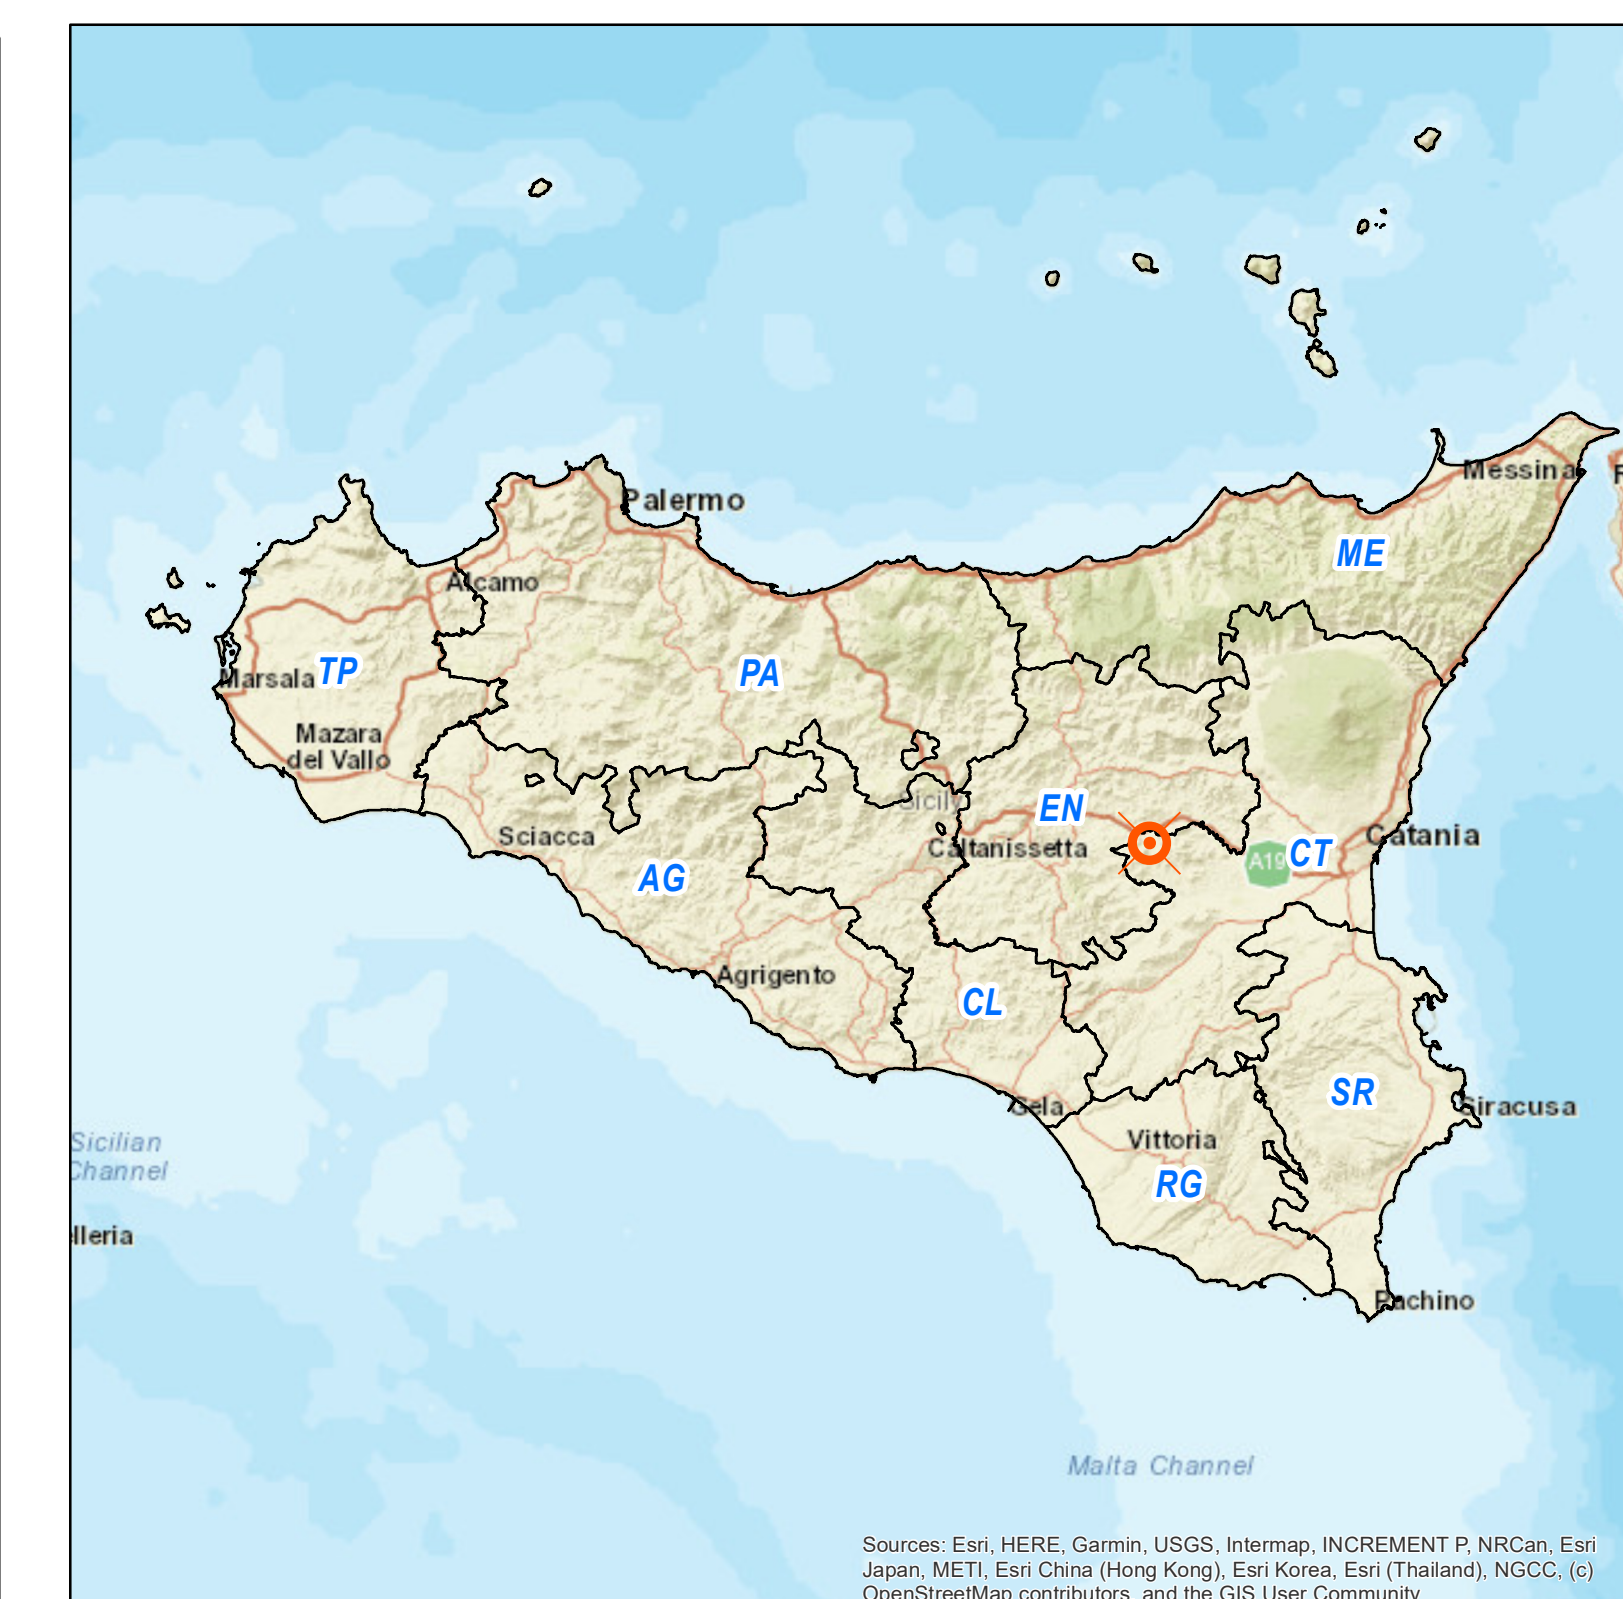 Messina
Palermo
ME
Alcamo
TP
Marsala
PA
Mazara
del Vallo
Sicily
EN
Sciacca
Caltanissetta
Catania
A19
CT
AG
Agrigento
CL
SR
Gela
Siracusa
Vittoria
Sicilian
Channel
RG
lleria
Pachino
Malta Channel
Sources: Esri, HERE, Garmin, USGS, Intermap, INCREMENT P, NRCan, Esri
Japan, METI, Esri China (Hong Kong), Esri Korea, Esri (Thailand), NGCC, (c)
OpenStreetMap contributors, and the GIS User Community